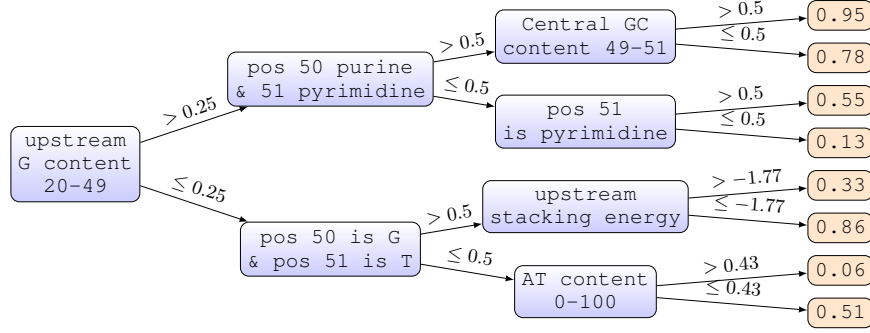 upstream
G content
20-49
> 0.25
≤ 0.25
pos 50 purine
& 51 pyrimidine
> 0.5
≤ 0.5
pos 50 is G
& pos 51 is T
> 0.5
≤ 0.5
Central GC
content 49-51
> 0.5
≤ 0.5
pos 51
is pyrimidine
> 0.5
≤ 0.5
upstream
stacking energy
> −1.77
≤ −1.77
AT content
0-100
> 0.43
≤ 0.43
0.95
0.78
0.55
0.13
0.33
0.86
0.06
0.51